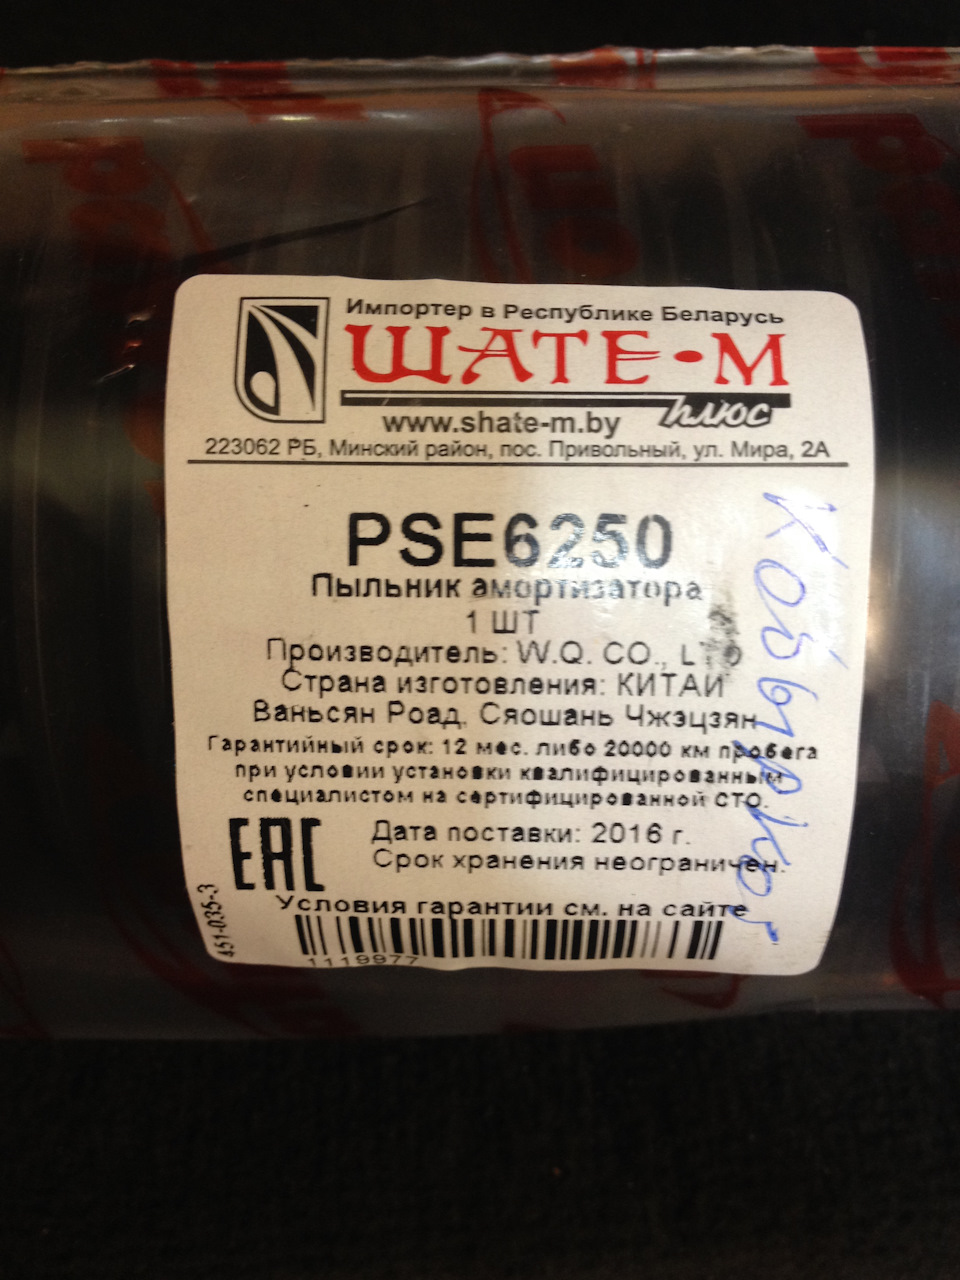 Импортер в Республике Беларусь
ШАТЕ-М
плюс
www.shate-m.by
223062 РБ, Минский район, пос. Привольный, ул. Мира, 2А
PSE6250
Пыльник амортизатора
1 ШТ
Производитель: W.Q. CO., LTD
Страна изготовления: КИТАЙ
Ваньсян Роад, Сяошань Чжэцзян
Гарантийный срок: 12 мес. либо 20000 км пробега
при условии установки квалифицированным
специалистом на сертифицированной СТО.
EAC
Дата поставки: 2016 г.
Срок хранения неограничен.
Условия гарантии см. на сайте
1119977
451-035-3